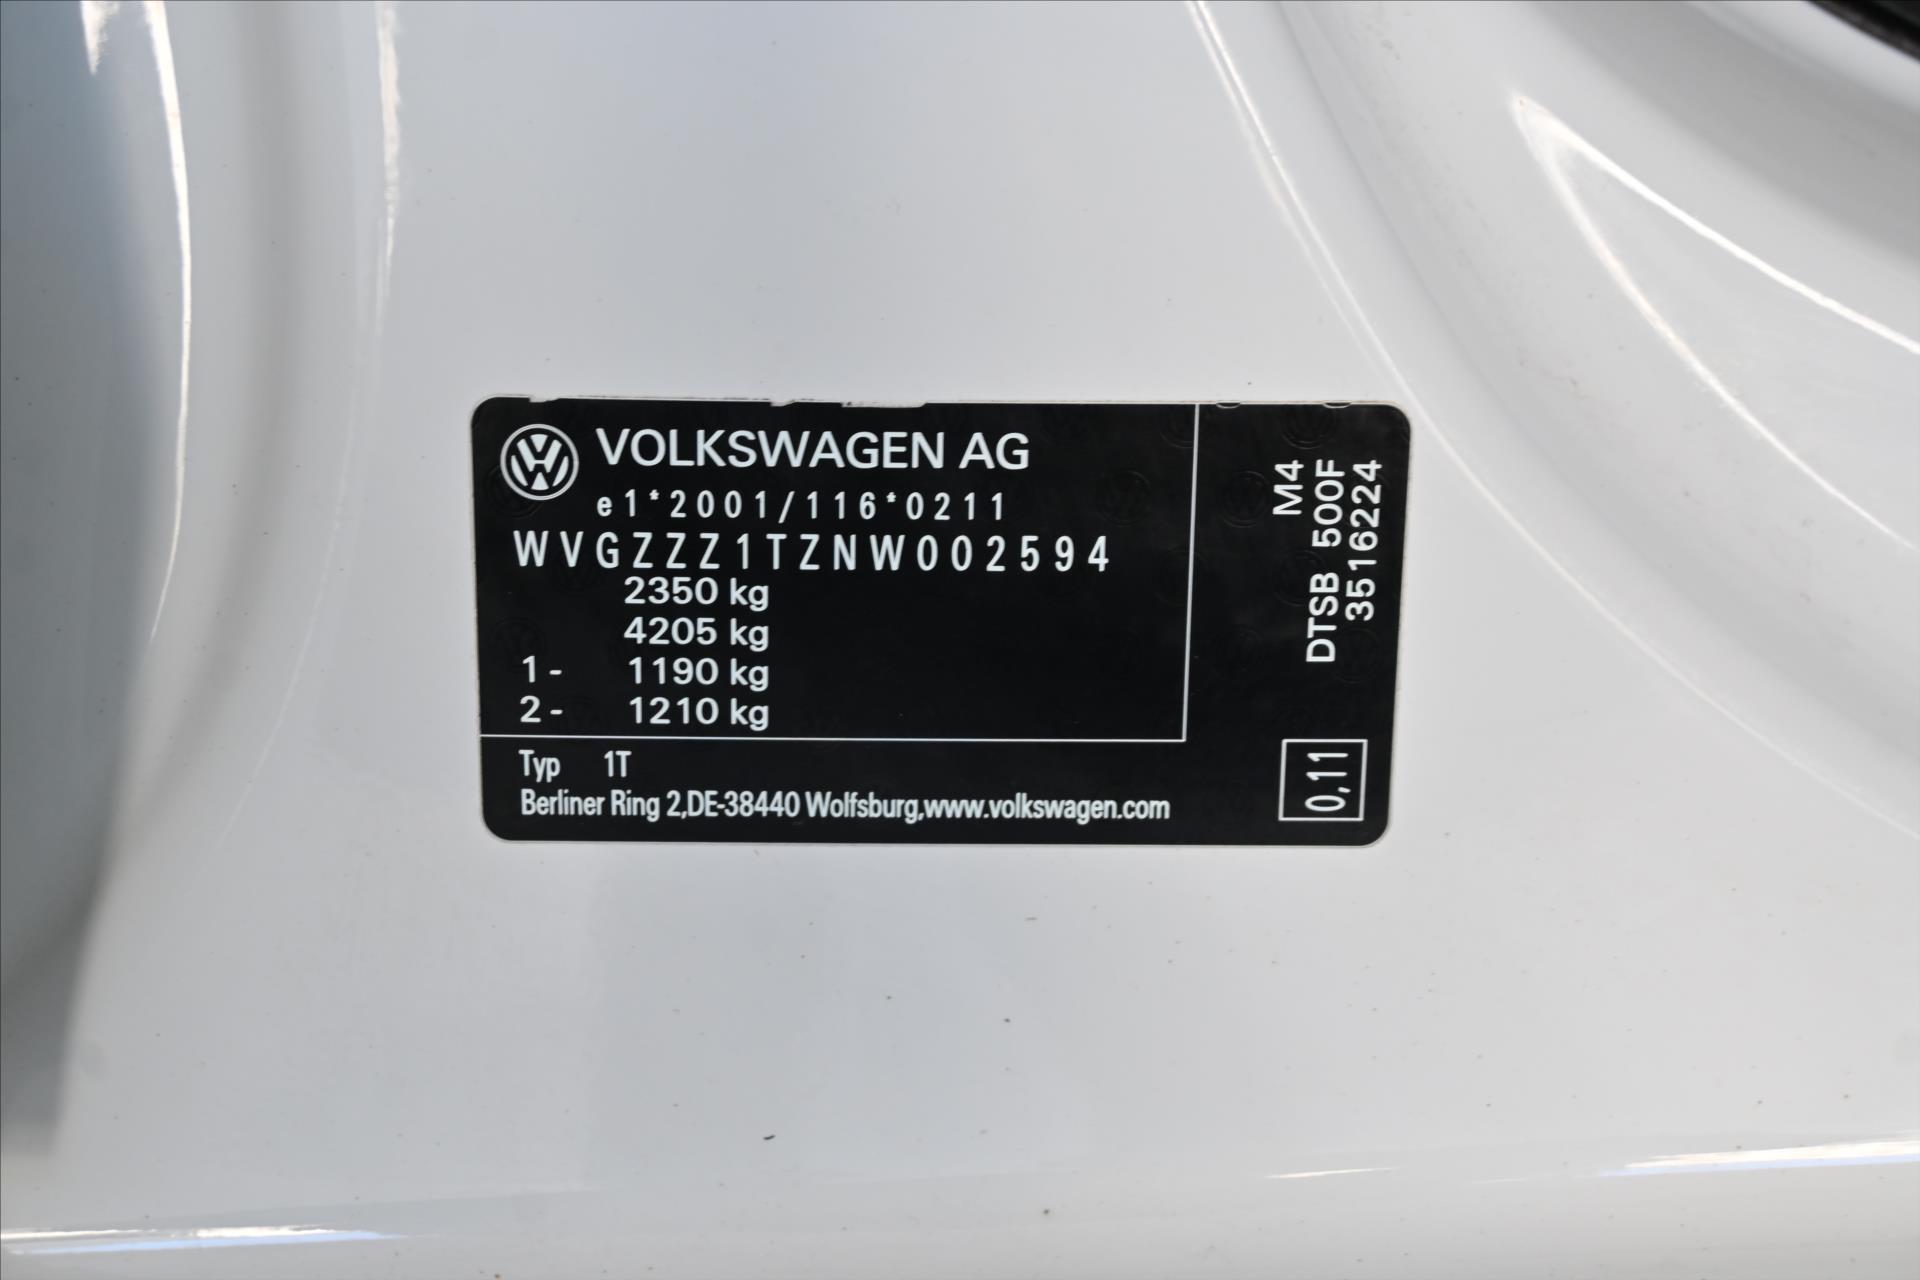 VOLKSWAGEN AG
e1*2001/116*0211
WVGZZZ1TZNW002594
2350 kg
4205 kg
1- 1190 kg
2- 1210 kg
Typ 1T
Berliner Ring 2,DE-38440 Wolfsburg,www.volkswagen.com
M4
DTSB 500F
3516224
0,11